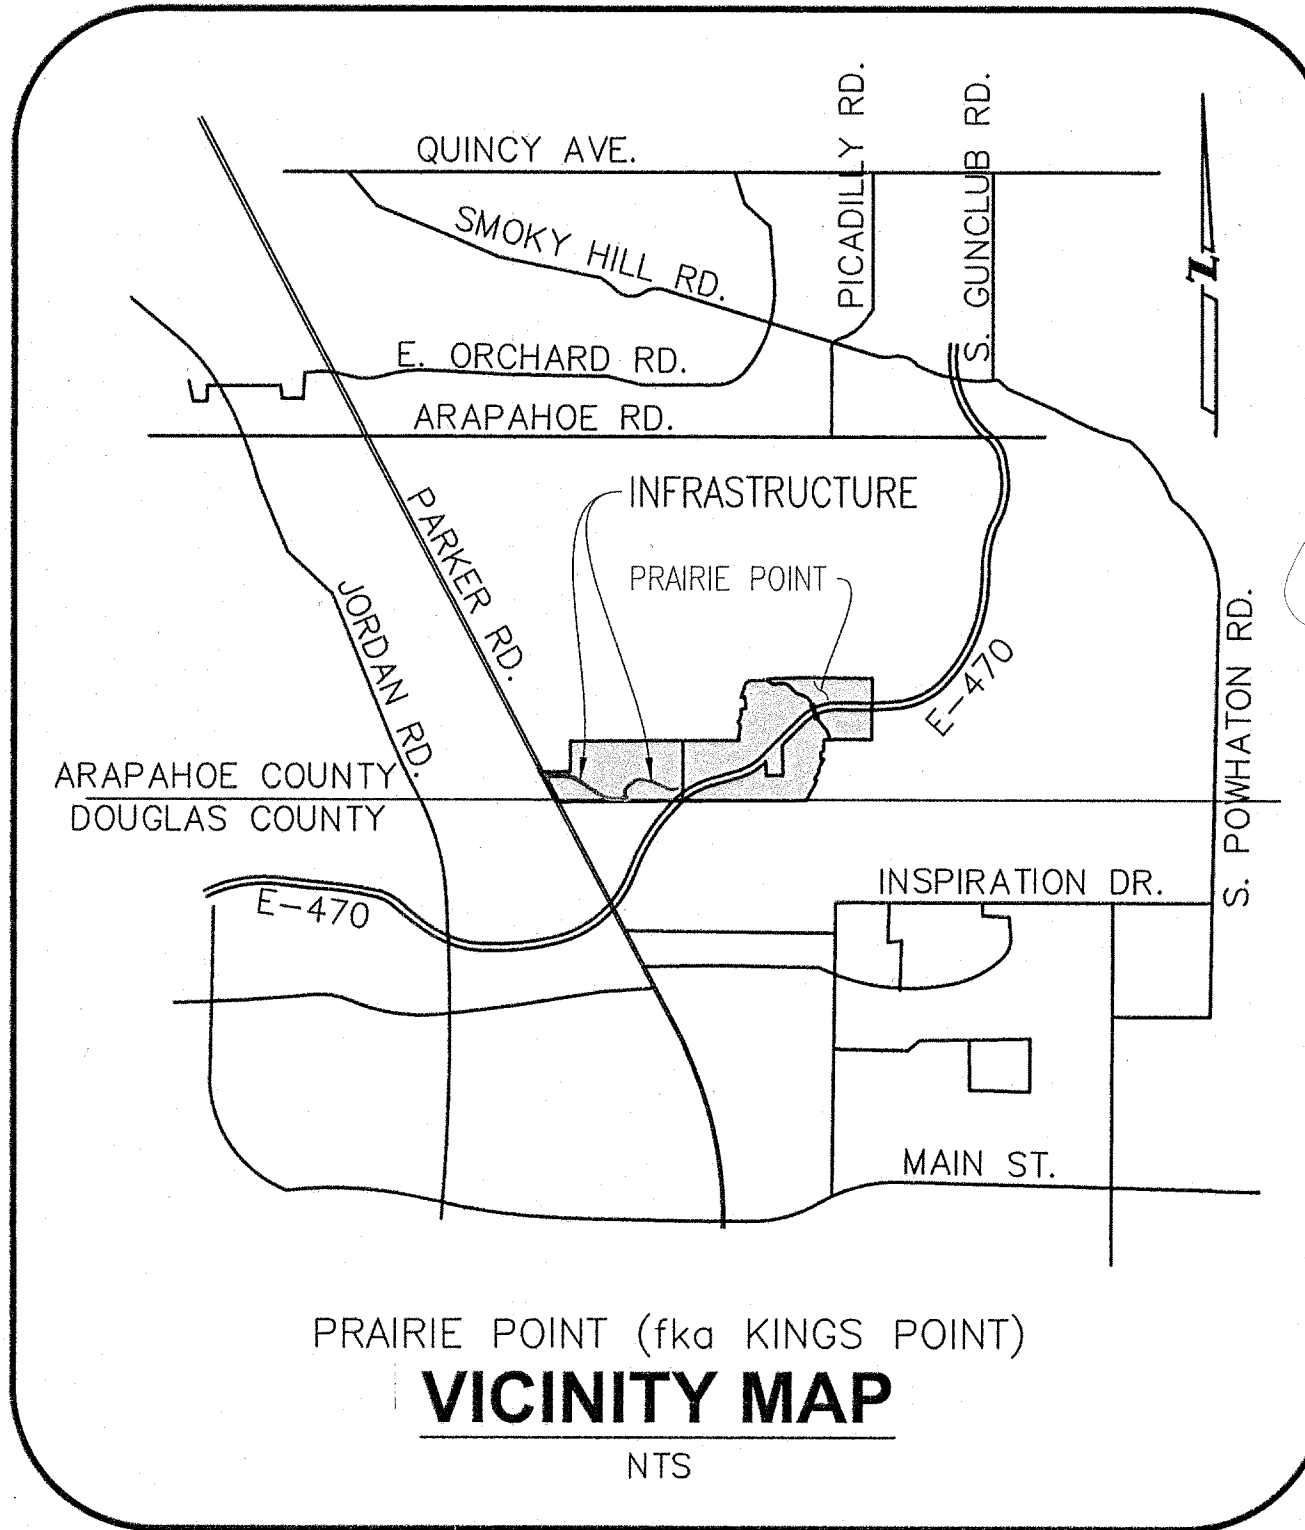 QUINCY AVE.
PICADILLY RD.
S. GUNCLUB RD.
SMOKY HILL RD.
N
E. ORCHARD RD.
ARAPAHOE RD.
INFRASTRUCTURE
PARKER RD.
PRAIRIE POINT
JORDAN RD.
E-470
S. POWHATON RD.
ARAPAHOE COUNTY
DOUGLAS COUNTY
INSPIRATION DR.
E-470
MAIN ST.
PRAIRIE POINT (fka KINGS POINT)
VICINITY MAP
NTS